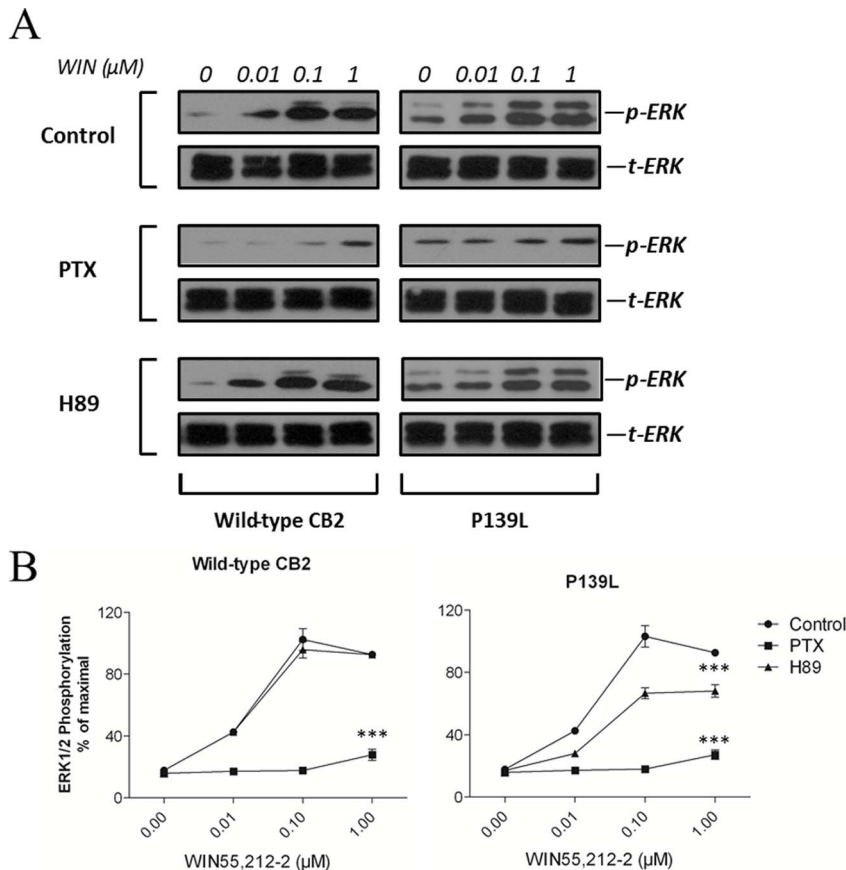 A
WIN (μM) 0 0.01 0.1 1 0 0.01 0.1 1
Control
p-ERK
t-ERK
PTX
p-ERK
t-ERK
H89
p-ERK
t-ERK
Wild-type CB2 P139L
B
Wild-type CB2
ERK1/2 Phosphorylation
% of maximal
120
80
40
0
***
0.00 0.01 0.10 1.00
WIN55,212-2 (μM)
P139L
120
80
40
0
***
***
0.00 0.01 0.10 1.00
WIN55,212-2 (μM)
Control
PTX
H89